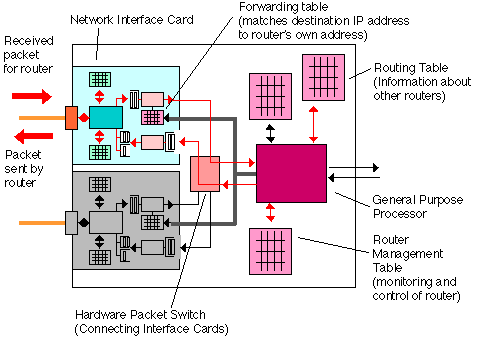 Network Interface Card
Forwarding table
(matches destination IP address
to router's own address)
Received
packet
for router
Routing Table
(Information about
other routers)
Packet
sent by
router
General Purpose
Processor
Router
Management
Table
(monitoring and
control of router)
Hardware Packet Switch
(Connecting Interface Cards)